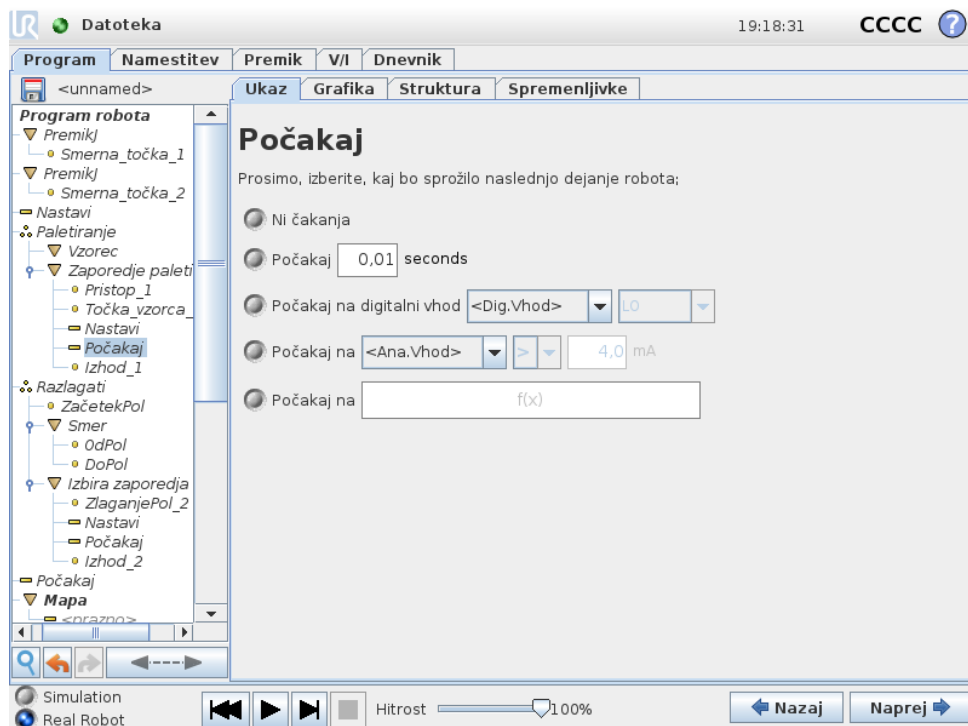 UR Datoteka 19:18:31 CCCC ?
Program Namestitev Premik V/I Dnevnik
<unnamed>
Ukaz Grafika Struktura Spremenljivke
Program robota
PremikJ
Smerna_točka_1
PremikJ
Smerna_točka_2
Nastavi
Paletiranje
Vzorec
Zaporedje paleti
Pristop_1
Točka_vzorca_
Nastavi
Počakaj
Izhod_1
Razlagati
ZačetekPol
Smer
OdPol
DoPol
Izbira zaporedja
ZlaganjePol_2
Nastavi
Počakaj
Izhod_2
Počakaj
Mapa
<prazno>
Počakaj
Prosimo, izberite, kaj bo sprožilo naslednjo dejanje robota;
Ni čakanja
Počakaj 0,01 seconds
Počakaj na digitalni vhod <Dig.Vhod> LO
Počakaj na <Ana.Vhod> > 4,0 mA
Počakaj na f(x)
Simulation
Real Robot
Hitrost 100%
Nazaj Naprej